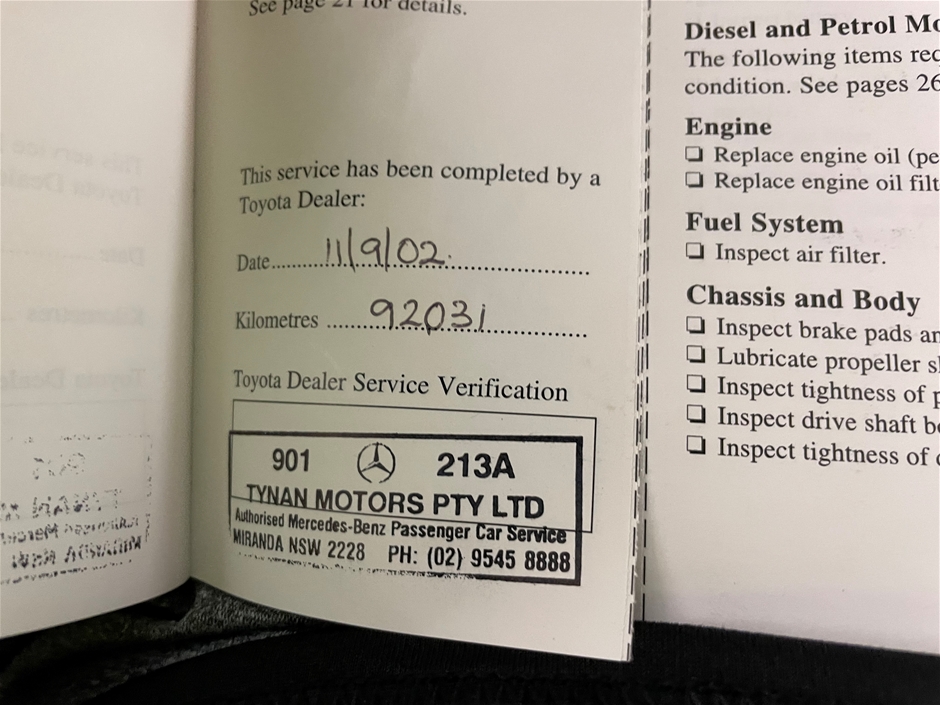 See page 21 for details.
This service has been completed by a
Toyota Dealer:
Date 11/9/02.
Kilometres 92031
Toyota Dealer Service Verification
901 213A
TYNAN MOTORS PTY LTD
Authorised Mercedes-Benz Passenger Car Service
MIRANDA NSW 2228 PH: (02) 9545 8888
Diesel and Petrol Mo
The following items req
condition. See pages 26
Engine
❏ Replace engine oil (pe
❏ Replace engine oil filt
Fuel System
❏ Inspect air filter.
Chassis and Body
❏ Inspect brake pads an
❏ Lubricate propeller sh
❏ Inspect tightness of p
❏ Inspect drive shaft bo
❏ Inspect tightness of